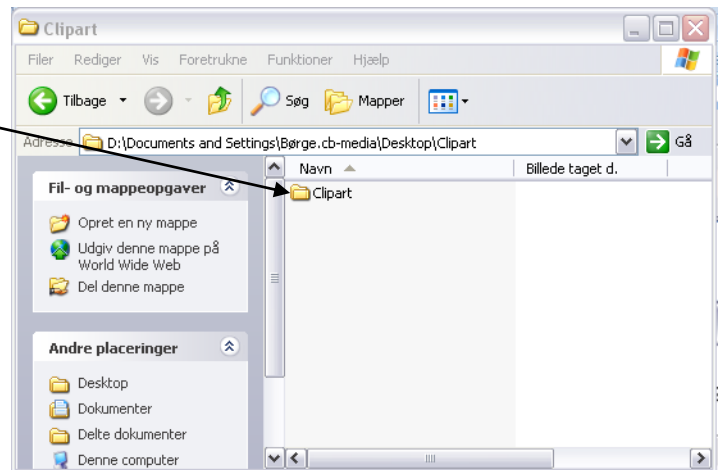 Clipart
Filer Rediger Vis Foretrukne Funktioner Hjælp
Tilbage Søg Mapper
Adresse D:\Documents and Settings\Børge.cb-media\Desktop\Clipart Gå
Navn Billede taget d.
Clipart
Fil- og mappeopgaver
Opret en ny mappe
Udgiv denne mappe på
World Wide Web
Del denne mappe
Andre placeringer
Desktop
Dokumenter
Delte dokumenter
Denne computer